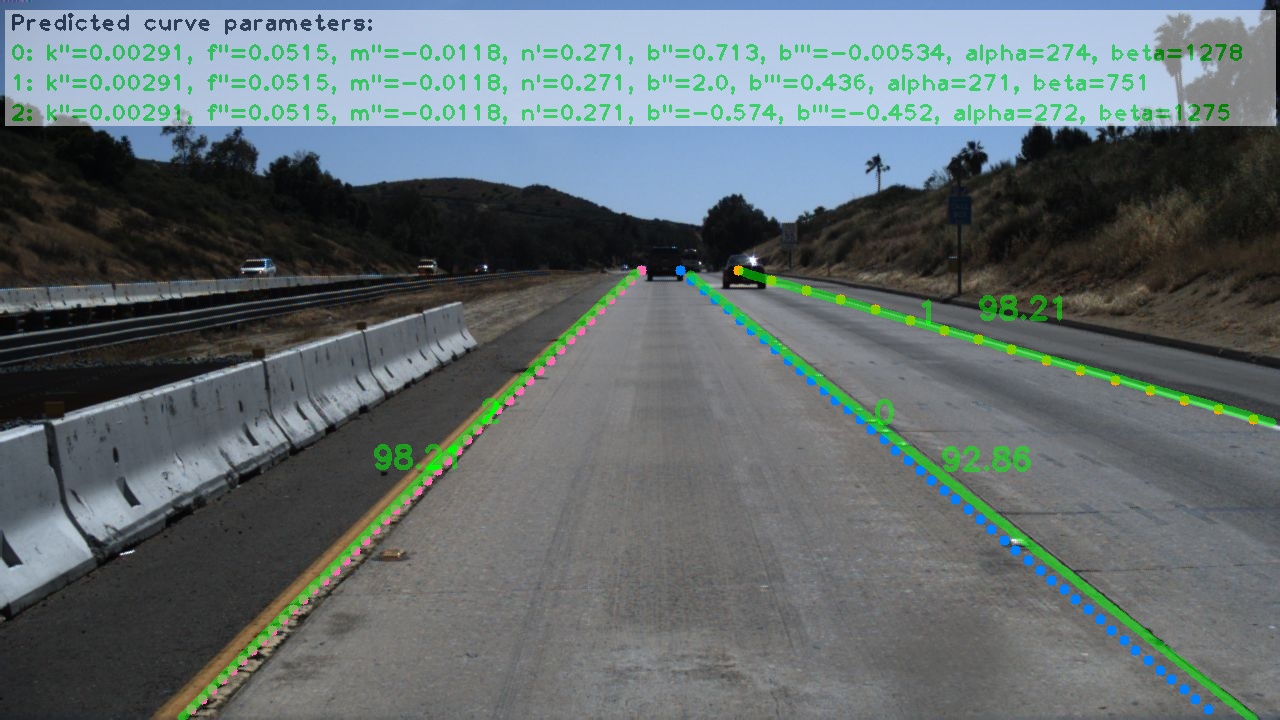 Predicted curve parameters:
0: k''=0.00291, f''=0.0515, m''=-0.0118, n'=0.271, b''=0.713, b'''=-0.00534, alpha=274, beta=1278
1: k''=0.00291, f''=0.0515, m''=-0.0118, n'=0.271, b''=2.0, b'''=0.436, alpha=271, beta=751
2: k''=0.00291, f''=0.0515, m''=-0.0118, n'=0.271, b''=-0.574, b'''=-0.452, alpha=272, beta=1275
1 98.21
0
92.86